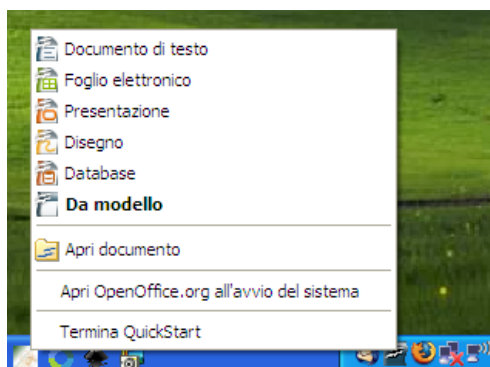 Documento di testo
Foglio elettronico
Presentazione
Disegno
Database
Da modello
Apri documento
Apri OpenOffice.org all'avvio del sistema
Termina QuickStart